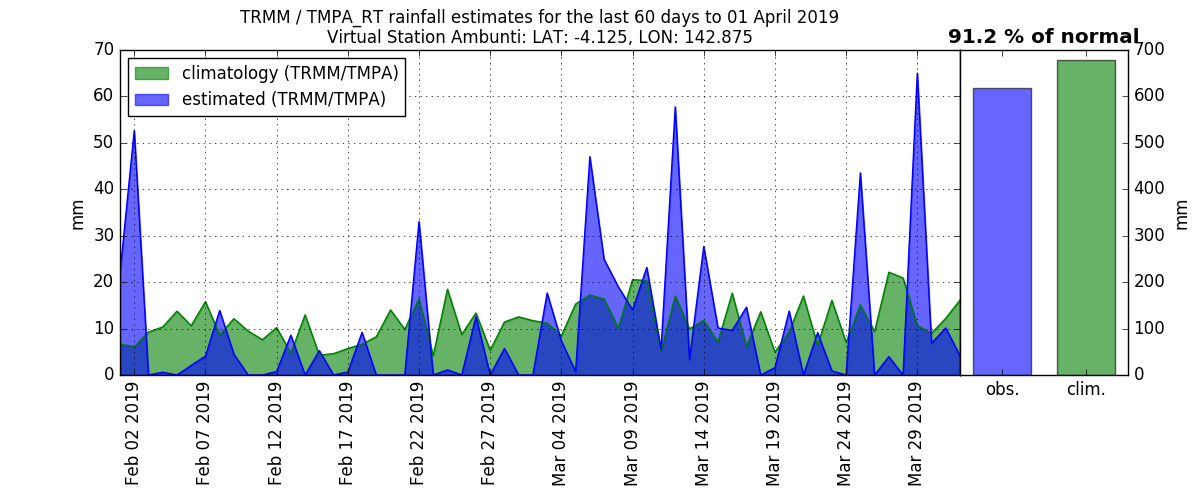 TRMM / TMPA_RT rainfall estimates for the last 60 days to 01 April 2019
Virtual Station Ambunti: LAT: -4.125, LON: 142.875
91.2 % of normal
climatology (TRMM/TMPA)
estimated (TRMM/TMPA)
70
60
50
40
30
20
10
0
mm
700
600
500
400
300
200
100
0
mm
Feb 02 2019
Feb 07 2019
Feb 12 2019
Feb 17 2019
Feb 22 2019
Feb 27 2019
Mar 04 2019
Mar 09 2019
Mar 14 2019
Mar 19 2019
Mar 24 2019
Mar 29 2019
obs.
clim.